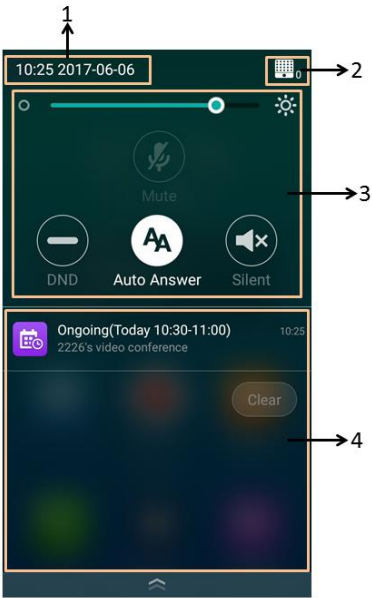 1
10:25 2017-06-06
0
2
3
Mute
DND Auto Answer Silent
Ongoing(Today 10:30-11:00) 10:25
2226's video conference
Clear
4